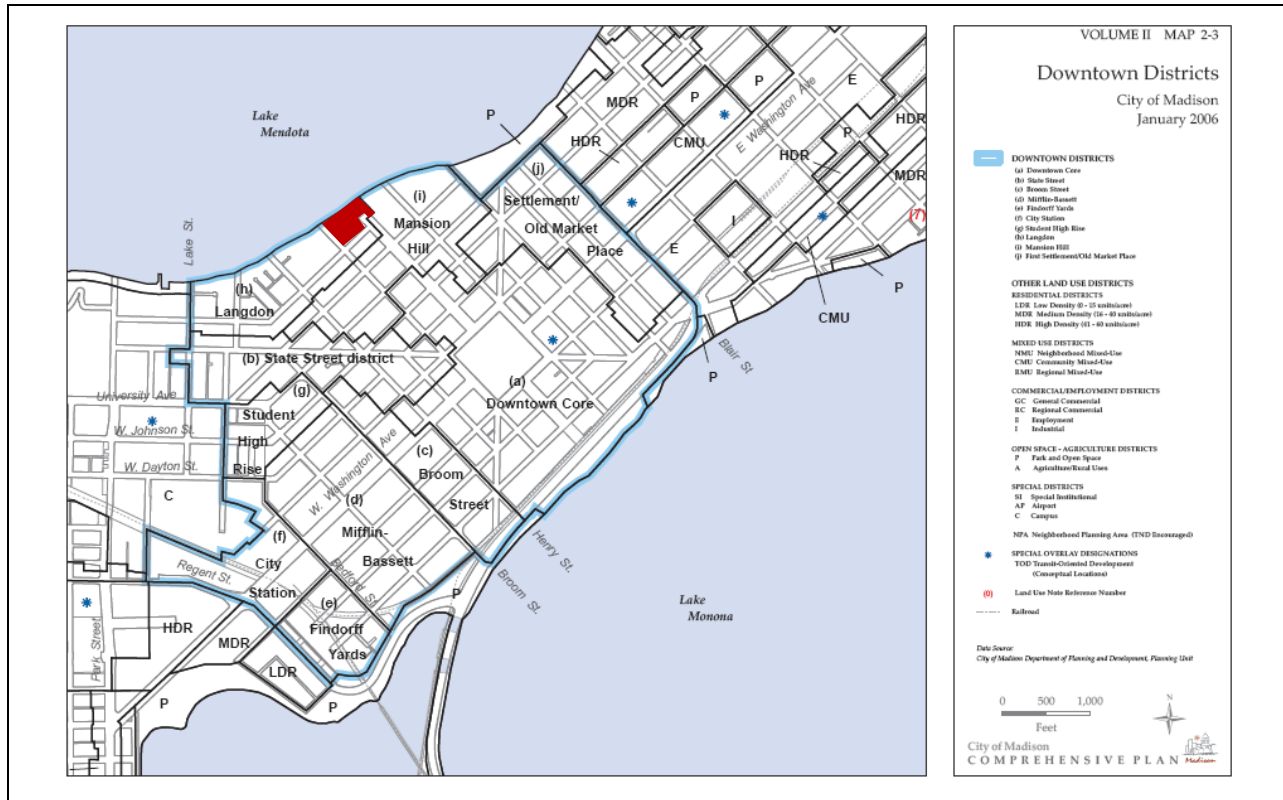 Lake
Mendota
P
MDR
P
P
E
E Washington Ave
HDR
CMU
HDR
P
HDR
MDR
(7)
I
E
CMU
P
P
(j)
Settlement/
Old Market
Place
(i)
Mansion
Hill
Lake St.
(h)
Langdon
(b) State Street district
(g)
Student
High
Rise
(a)
Downtown Core
Blair St
University Ave
W. Johnson St.
W. Dayton St.
C
W. Washington Ave
(c)
Broom
Street
(d)
Mifflin-
Bassett
(f)
City
Station
Regent St.
Bedford St
(e)
Findorff
Yards
Henry St.
Broom St.
P
Lake
Monona
Park Street
HDR
MDR
LDR
P
P
VOLUME II MAP 2-3
Downtown Districts
City of Madison
January 2006
DOWNTOWN DISTRICTS
(a) Downtown Core
(b) State Street
(c) Broom Street
(d) Mifflin-Bassett
(e) Findorff Yards
(f) City Station
(g) Student High Rise
(h) Langdon
(i) Mansion Hill
(j) First Settlement/Old Market Place
OTHER LAND USE DISTRICTS
RESIDENTIAL DISTRICTS
LDR Low Density (0 - 15 units/acre)
MDR Medium Density (16 - 40 units/acre)
HDR High Density (41 - 60 units/acre)
MIXED USE DISTRICTS
NMU Neighborhood Mixed-Use
CMU Community Mixed-Use
RMU Regional Mixed-Use
COMMERCIAL/EMPLOYMENT DISTRICTS
GC General Commercial
RC Regional Commercial
E Employment
I Industrial
OPEN SPACE - AGRICULTURE DISTRICTS
P Park and Open Space
A Agriculture/Rural Uses
SPECIAL DISTRICTS
SI Special Institutional
AP Airport
C Campus
NPA Neighborhood Planning Area (TND Encouraged)
SPECIAL OVERLAY DESIGNATIONS
TOD Transit-Oriented Development
(Conceptual Locations)
(0) Land Use Note Reference Number
Railroad
Data Source:
City of Madison Department of Planning and Development, Planning Unit
0 500 1,000
Feet
N
City of Madison
COMPREHENSIVE PLAN
Madison